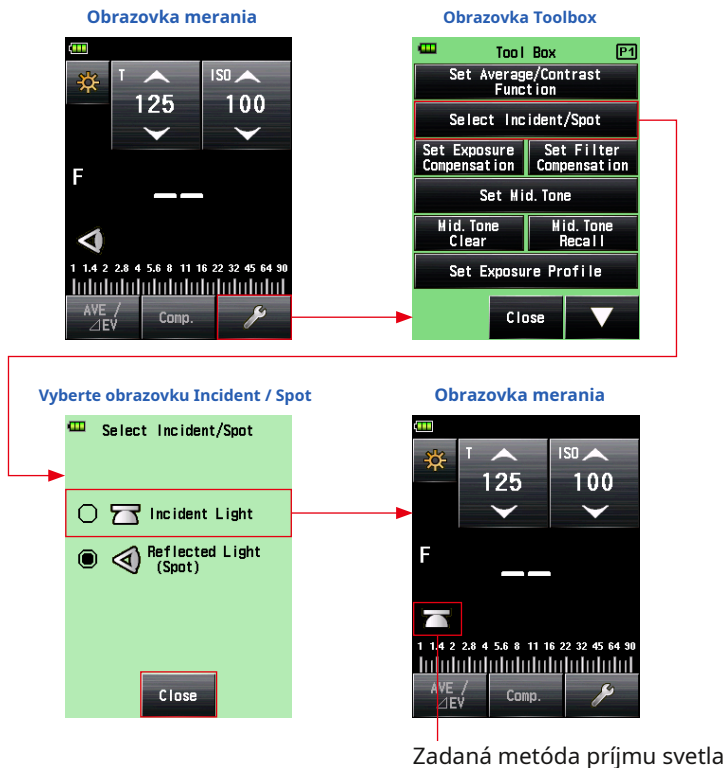 Obrazovka merania
T
ISO
125
100
F
1 1.4 2 2.8 4 5.6 8 11 16 22 32 45 64 90
AVE /
⊿EV
Comp.
Obrazovka Toolbox
Tool Box
P1
Set Average/Contrast
Function
Select Incident/Spot
Set Exposure
Compensation
Set Filter
Compensation
Set Mid.Tone
Mid.Tone
Clear
Mid.Tone
Recall
Set Exposure Profile
Close
Vyberte obrazovku Incident / Spot
Select Incident/Spot
Incident Light
Reflected Light
(Spot)
Close
Obrazovka merania
T
ISO
125
100
F
1 1.4 2 2.8 4 5.6 8 11 16 22 32 45 64 90
AVE /
⊿EV
Comp.
Zadaná metóda príjmu svetla